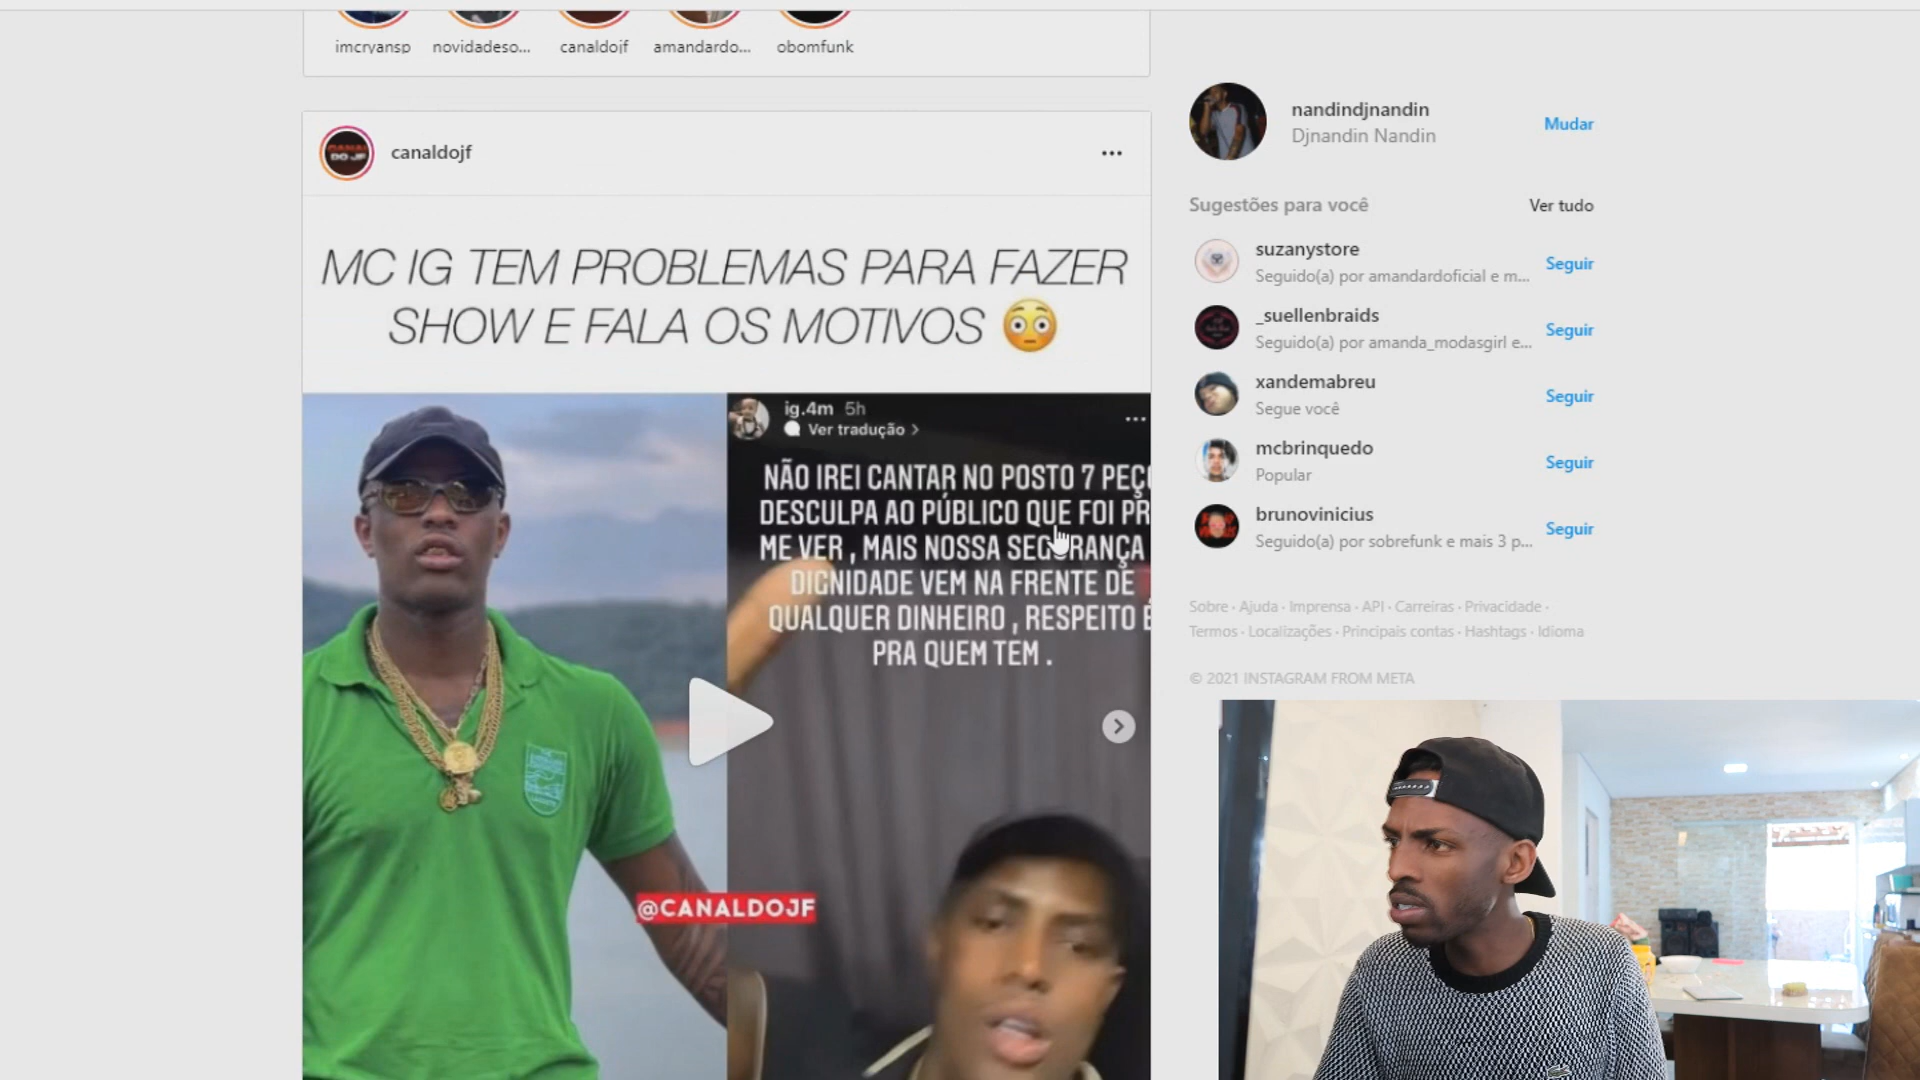 imcryansp novidadeso... canaldojf amandardo... obomfunk
canaldojf
MC IG TEM PROBLEMAS PARA FAZER
SHOW E FALA OS MOTIVOS
ig.4m 5h
Ver tradução >
NÃO IREI CANTAR NO POSTO 7 PEÇO
DESCULPA AO PÚBLICO QUE FOI PR
ME VER , MAIS NOSSA SEGURANÇA
DIGNIDADE VEM NA FRENTE DE
QUALQUER DINHEIRO , RESPEITO É
PRA QUEM TEM .
@CANALDOJF
nandindjnandin
Djnandin Nandin
Mudar
Sugestões para você
Ver tudo
suzanystore
Seguido(a) por amandardoficial e m...
Seguir
_suellenbraids
Seguido(a) por amanda_modasgirl e...
Seguir
xandemabreu
Segue você
Seguir
mcbrinquedo
Popular
Seguir
brunovinicius
Seguido(a) por sobrefunk e mais 3 p...
Seguir
Sobre · Ajuda · Imprensa · API · Carreiras · Privacidade ·
Termos · Localizações · Principais contas · Hashtags · Idioma
© 2021 INSTAGRAM FROM META